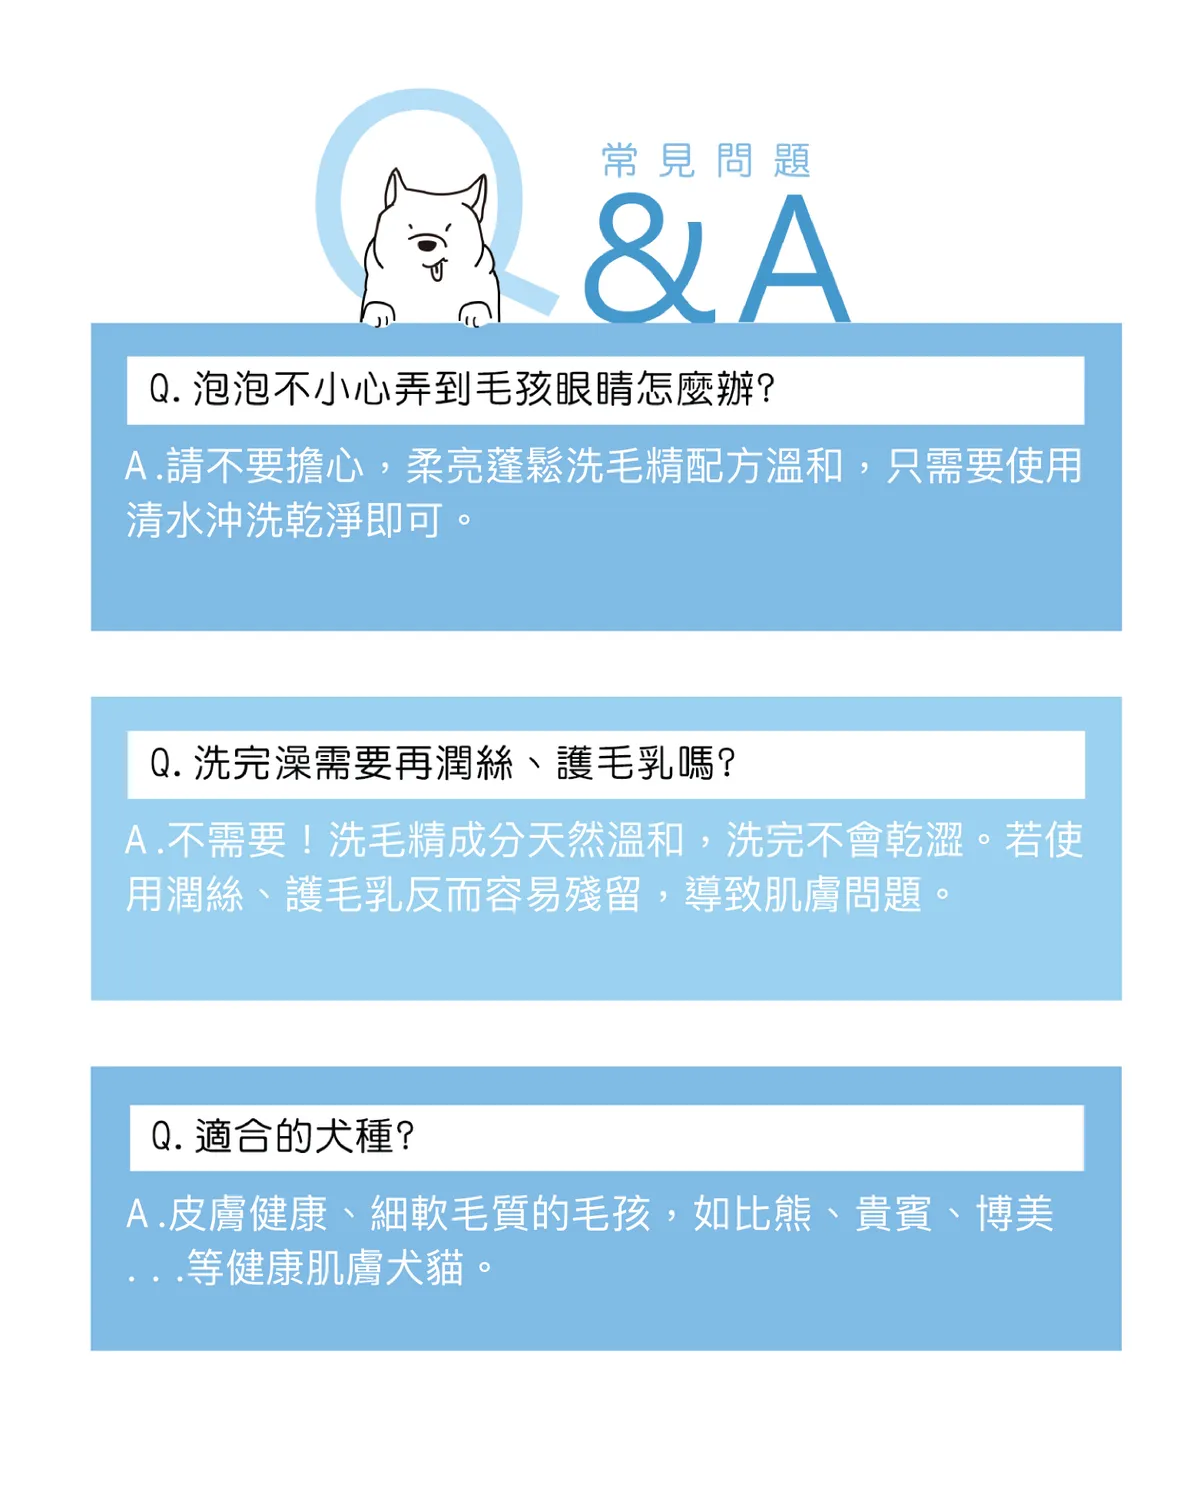 常見問題
Q&A
Q.泡泡不小心弄到毛孩眼睛怎麼辦?
A.請不要擔心，柔亮蓬鬆洗毛精配方溫和，只需要使用
清水沖洗乾淨即可。
Q.洗完澡需要再潤絲、護毛乳嗎?
A.不需要！洗毛精成分天然溫和，洗完不會乾澀。若使
用潤絲、護毛乳反而容易殘留，導致肌膚問題。
Q.適合的犬種?
A.皮膚健康、細軟毛質的毛孩，如比熊、貴賓、博美
...等健康肌膚犬貓。